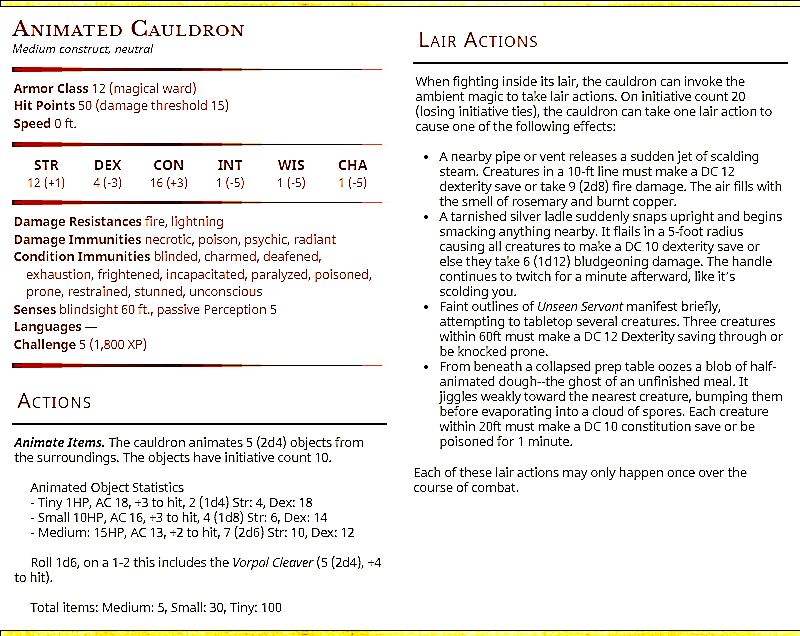 Animated Cauldron
Medium construct, neutral
Armor Class 12 (magical ward)
Hit Points 50 (damage threshold 15)
Speed 0 ft.
STR DEX CON INT WIS CHA
12 (+1) 4 (-3) 16 (+3) 1 (-5) 1 (-5) 1 (-5)
Damage Resistances fire, lightning
Damage Immunities necrotic, poison, psychic, radiant
Condition Immunities blinded, charmed, deafened,
exhaustion, frightened, incapacitated, paralyzed, poisoned,
prone, restrained, stunned, unconscious
Senses blindsight 60 ft., passive Perception 5
Languages —
Challenge 5 (1,800 XP)
Actions
Animate Items. The cauldron animates 5 (2d4) objects from
the surroundings. The objects have initiative count 10.
Animated Object Statistics
- Tiny 1HP, AC 18, +3 to hit, 2 (1d4) Str: 4, Dex: 18
- Small 10HP, AC 16, +3 to hit, 4 (1d8) Str: 6, Dex: 14
- Medium: 15HP, AC 13, +2 to hit, 7 (2d6) Str: 10, Dex: 12
Roll 1d6, on a 1-2 this includes the Vorpal Cleaver (5 (2d4), +4
to hit).
Total items: Medium: 5, Small: 30, Tiny: 100
Lair Actions
When fighting inside its lair, the cauldron can invoke the
ambient magic to take lair actions. On initiative count 20
(losing initiative ties), the cauldron can take one lair action to
cause one of the following effects:
• A nearby pipe or vent releases a sudden jet of scalding
steam. Creatures in a 10-ft line must make a DC 12
dexterity save or take 9 (2d8) fire damage. The air fills with
the smell of rosemary and burnt copper.
• A tarnished silver ladle suddenly snaps upright and begins
smacking anything nearby. It flails in a 5-foot radius
causing all creatures to make a DC 10 dexterity save or
else they take 6 (1d12) bludgeoning damage. The handle
continues to twitch for a minute afterward, like it's
scolding you.
• Faint outlines of Unseen Servant manifest briefly,
attempting to tabletop several creatures. Three creatures
within 60ft must make a DC 12 Dexterity saving through or
be knocked prone.
• From beneath a collapsed prep table oozes a blob of half-
animated dough--the ghost of an unfinished meal. It
jiggles weakly toward the nearest creature, bumping them
before evaporating into a cloud of spores. Each creature
within 20ft must make a DC 10 constitution save or be
poisoned for 1 minute.
Each of these lair actions may only happen once over the
course of combat.